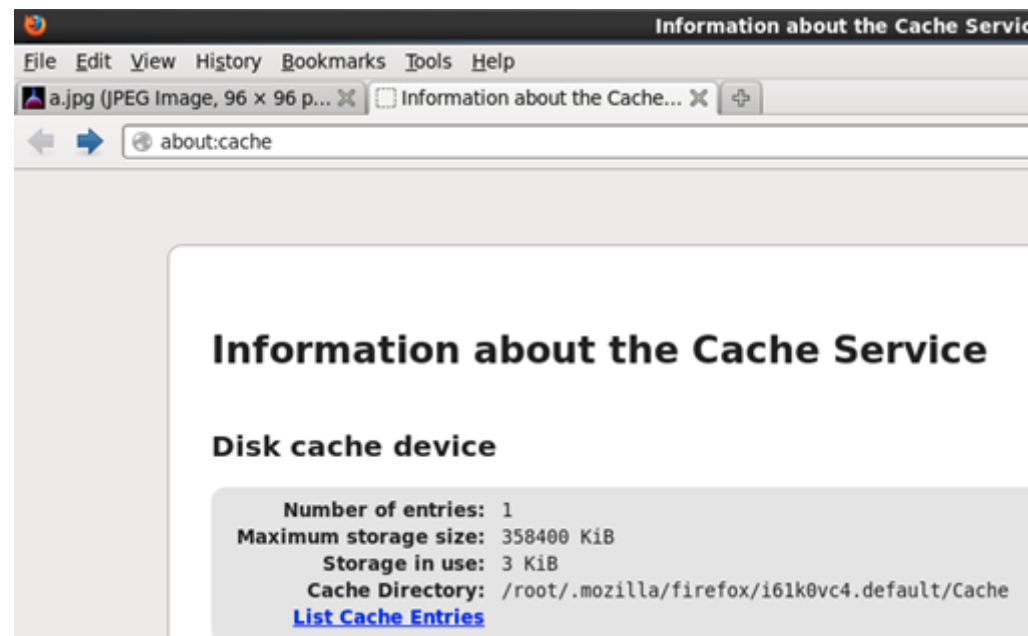 Information about the Cache Servic
File Edit View History Bookmarks Tools Help
a.jpg (JPEG Image, 96 × 96 p... Information about the Cache...
about:cache
Information about the Cache Service
Disk cache device
Number of entries: 1
Maximum storage size: 358400 KiB
Storage in use: 3 KiB
Cache Directory: /root/.mozilla/firefox/i61k0vc4.default/Cache
List Cache Entries